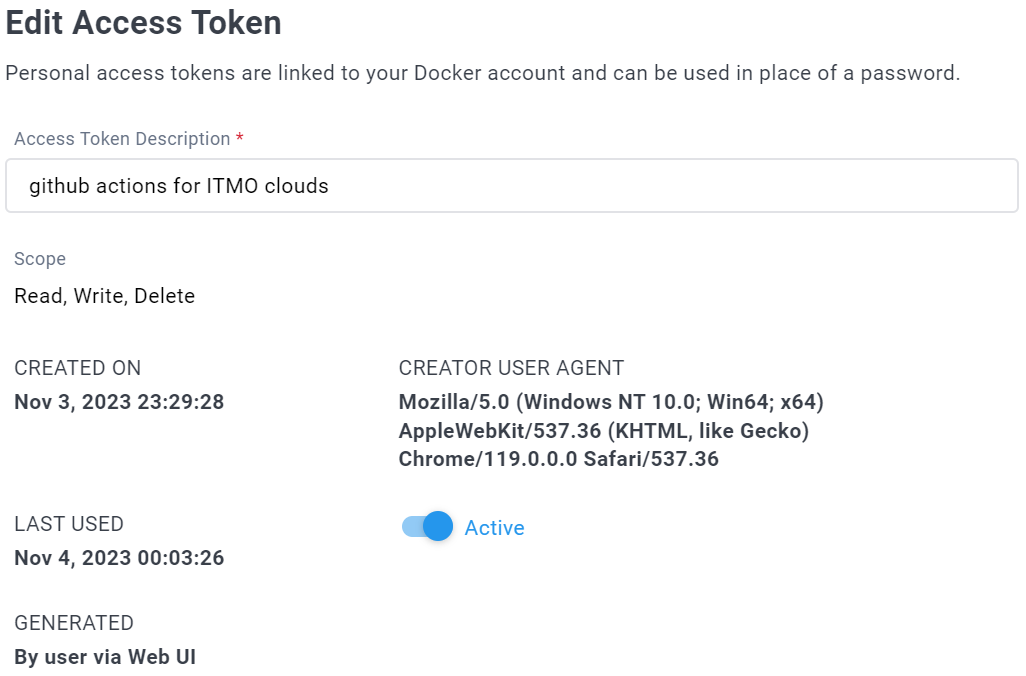 Edit Access Token
Personal access tokens are linked to your Docker account and can be used in place of a password.
Access Token Description *
github actions for ITMO clouds
Scope
Read, Write, Delete
CREATED ON
Nov 3, 2023 23:29:28
CREATOR USER AGENT
Mozilla/5.0 (Windows NT 10.0; Win64; x64)
AppleWebKit/537.36 (KHTML, like Gecko)
Chrome/119.0.0.0 Safari/537.36
LAST USED
Nov 4, 2023 00:03:26
Active
GENERATED
By user via Web UI